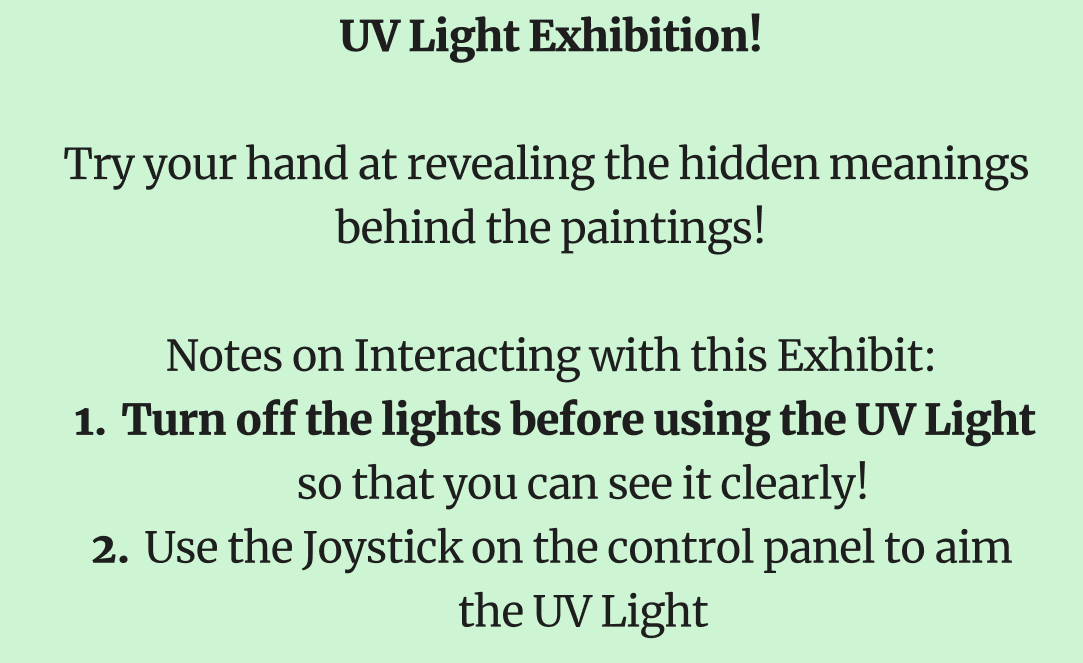 UV Light Exhibition!
Try your hand at revealing the hidden meanings
behind the paintings!
Notes on Interacting with this Exhibit:
1. Turn off the lights before using the UV Light
so that you can see it clearly!
2. Use the Joystick on the control panel to aim
the UV Light